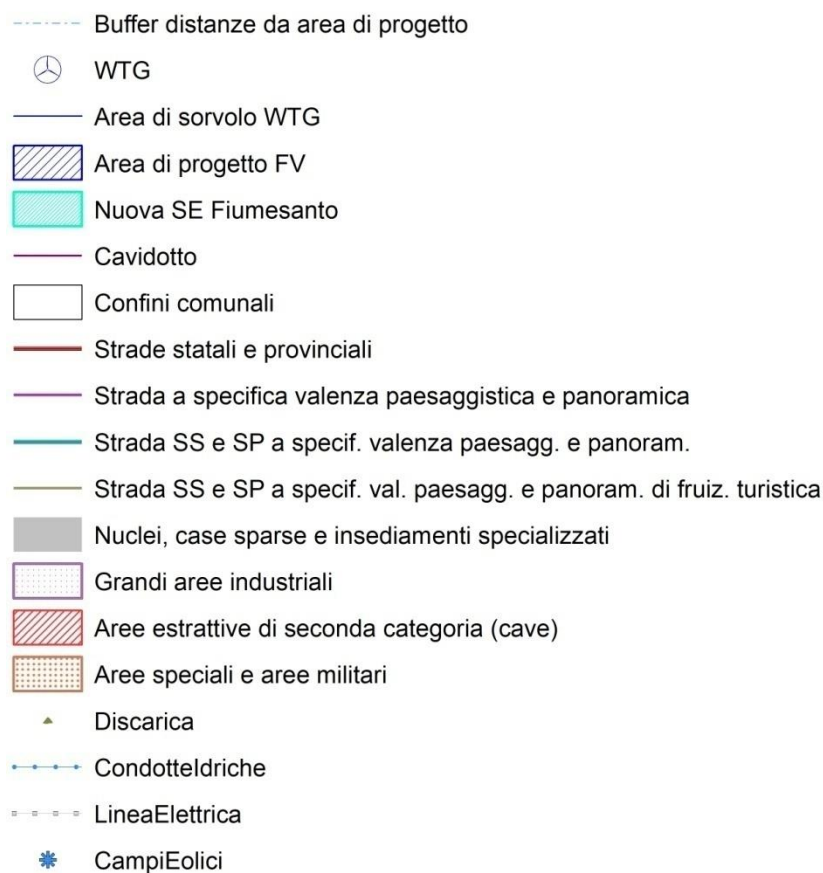 Buffer distanze da area di progetto
WTG
Area di sorvolo WTG
Area di progetto FV
Nuova SE Fiumesanto
Cavidotto
Confini comunali
Strade statali e provinciali
Strada a specifica valenza paesaggistica e panoramica
Strada SS e SP a specif. valenza paesagg. e panoram.
Strada SS e SP a specif. val. paesagg. e panoram. di fruiz. turistica
Nuclei, case sparse e insediamenti specializzati
Grandi aree industriali
Aree estrattive di seconda categoria (cave)
Aree speciali e aree militari
Discarica
CondotteIdriche
LineaElettrica
CampiEolici